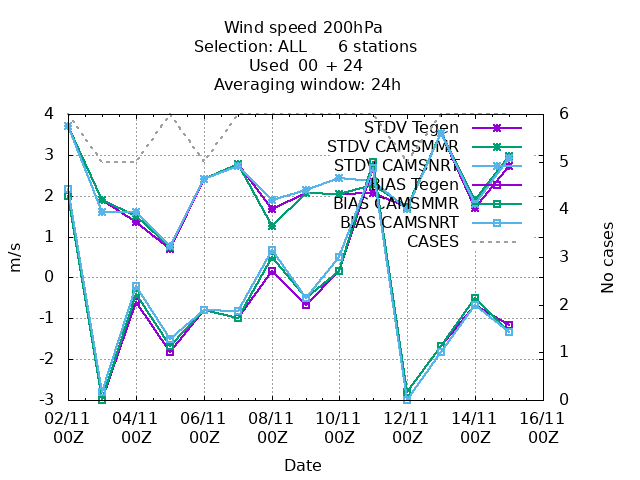 Wind speed 200hPa
Selection: ALL 6 stations
Used 00 + 24
Averaging window: 24h
m/s
4
3
2
1
0
-1
-2
-3
STDV Tegen
STDV CAMSMMR
STDV CAMSNRT
BIAS Tegen
BIAS CAMSMMR
BIAS CAMSNRT
CASES
6
5
4
3
2
1
0
No cases
02/11 04/11 06/11 08/11 10/11 12/11 14/11 16/11
00Z 00Z 00Z 00Z 00Z 00Z 00Z 00Z
Date